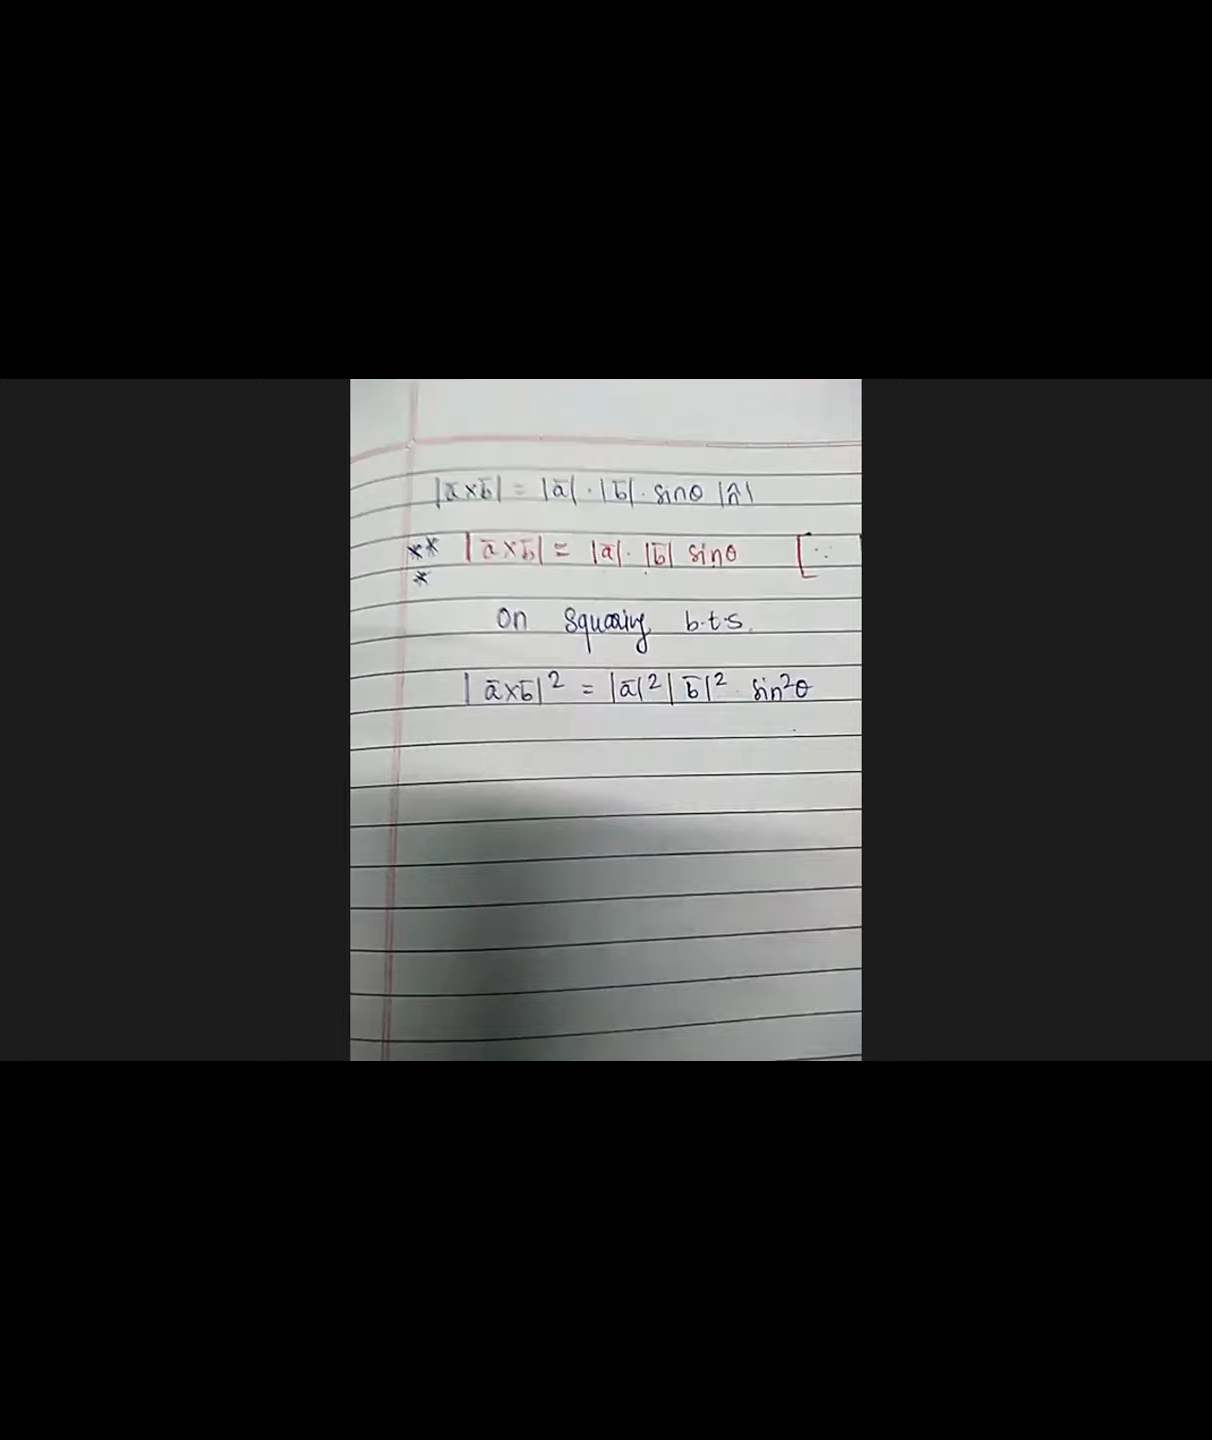 |a̅×b̅| = |a̅|·|b̅|· sinθ |n̂|
** |a̅×b̅| = |a̅|·|b̅| sinθ [∵
*
on squaring b.t.s.
|a̅×b̅|² = |a̅|²|b̅|²· sin²θ